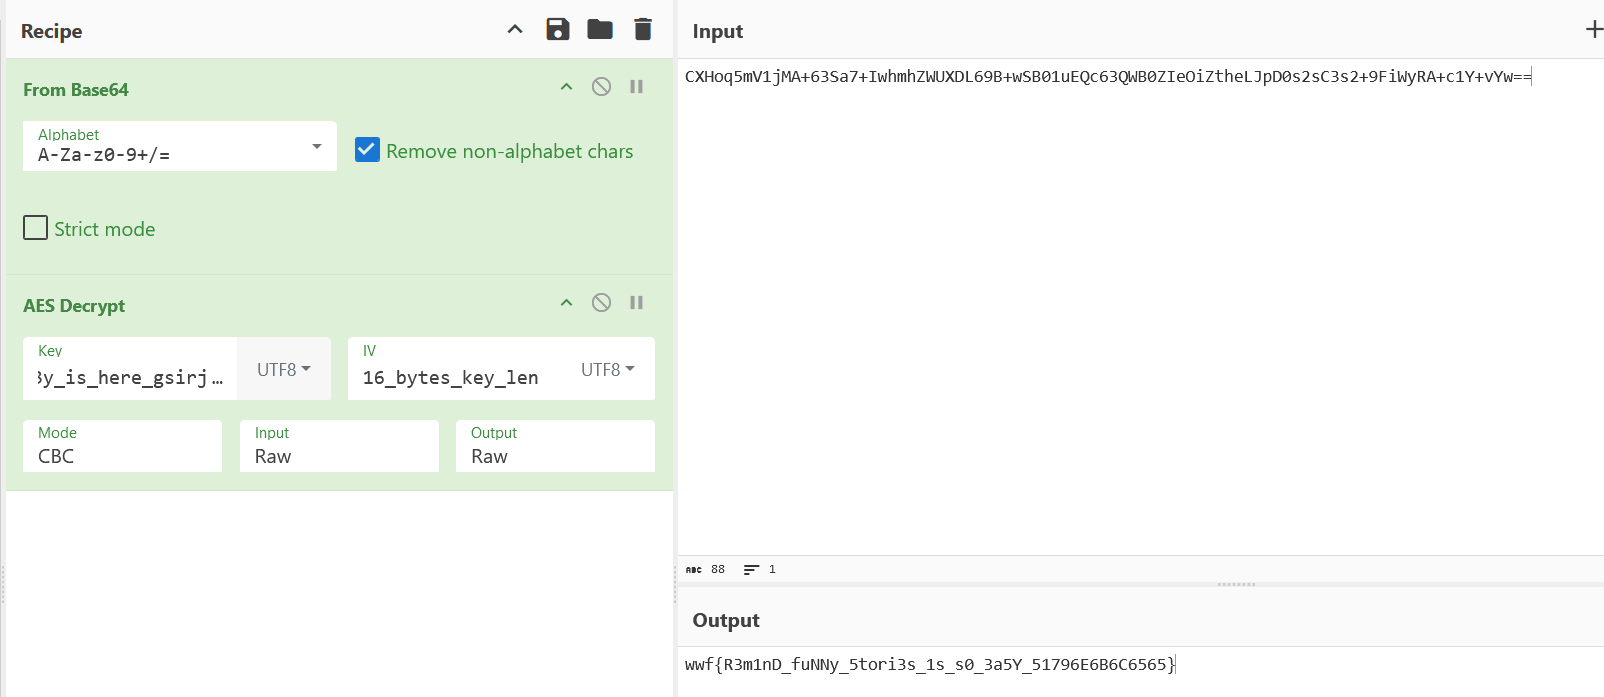 Recipe
From Base64
Alphabet
A-Za-z0-9+/=
Remove non-alphabet chars
Strict mode
AES Decrypt
Key
3y_is_here_gsirj…
UTF8
IV
16_bytes_key_len
UTF8
Mode
CBC
Input
Raw
Output
Raw
Input
CXHoq5mV1jMA+63Sa7+IwhmhZWUXDL69B+wSB01uEQc63QWB0ZIeOiZtheLJpD0s2sC3s2+9FiWyRA+c1Y+vYw==
ABC 88
1
Output
wwf{R3m1nD_fuNNy_5tori3s_1s_s0_3a5Y_51796E6B6C6565}